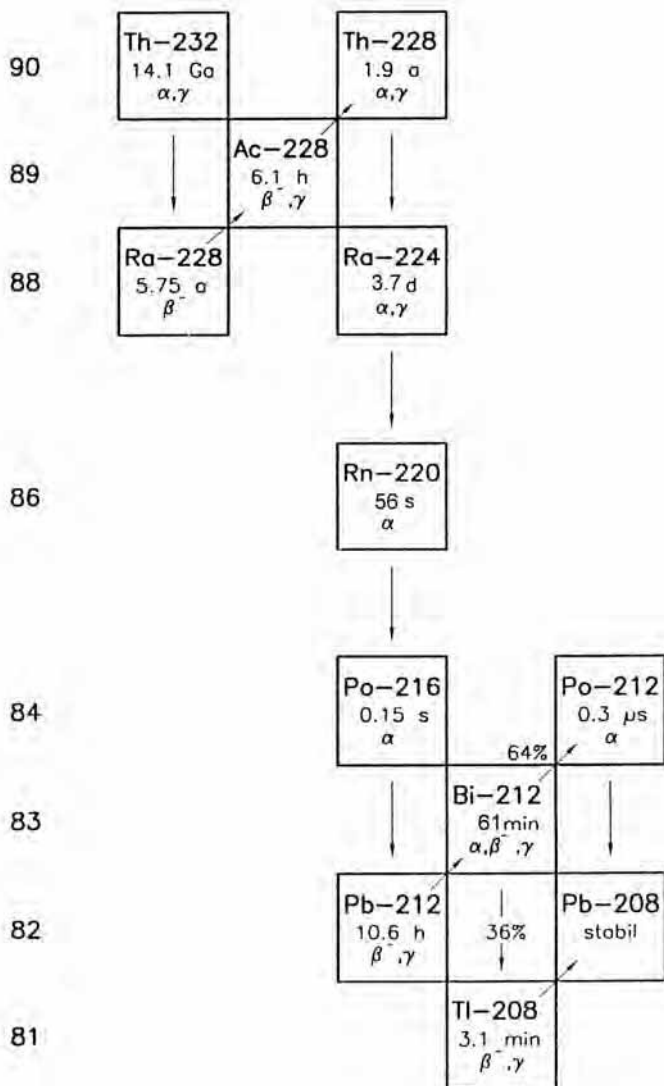 90
Th-232
14.1 Ga
α,γ
Th-228
1.9 a
α,γ
89
Ac-228
6.1 h
β⁻,γ
88
Ra-228
5.75 a
β⁻
Ra-224
3.7 d
α,γ
86
Rn-220
56 s
α
84
Po-216
0.15 s
α
Po-212
0.3 µs
α
64%
83
Bi-212
61 min
α,β⁻,γ
82
Pb-212
10.6 h
β⁻,γ
36%
Pb-208
stabil
81
Tl-208
3.1 min
β⁻,γ